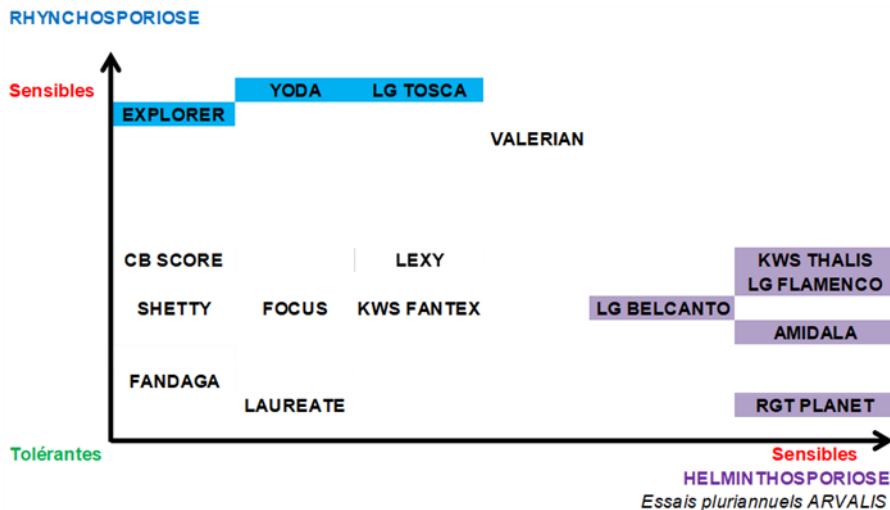 RHYNCHOSPORIOSE
Sensibles
YODA LG TOSCA
EXPLORER
VALERIAN
CB SCORE LEXY KWS THALIS
LG FLAMENCO
SHETTY FOCUS KWS FANTEX LG BELCANTO
AMIDALA
FANDAGA
LAUREATE RGT PLANET
Tolérantes Sensibles
HELMINTHOSPORIOSE
Essais pluriannuels ARVALIS